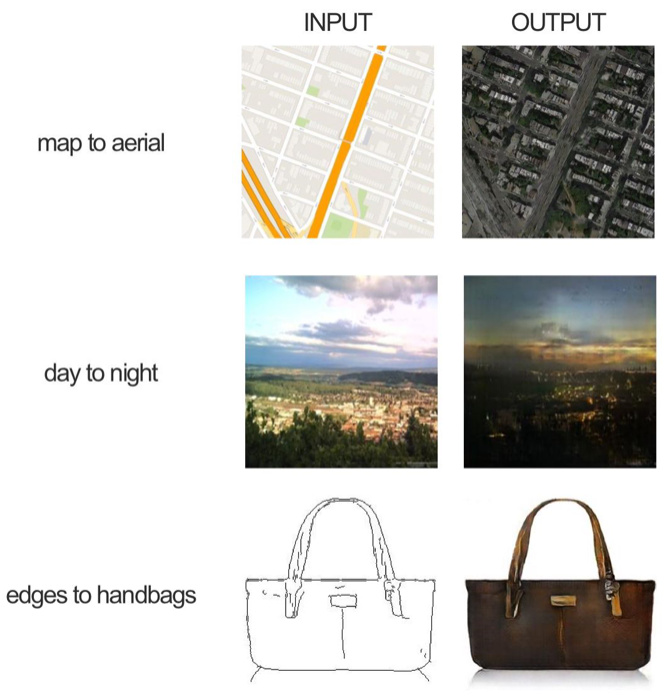 INPUT OUTPUT
map to aerial
day to night
edges to handbags